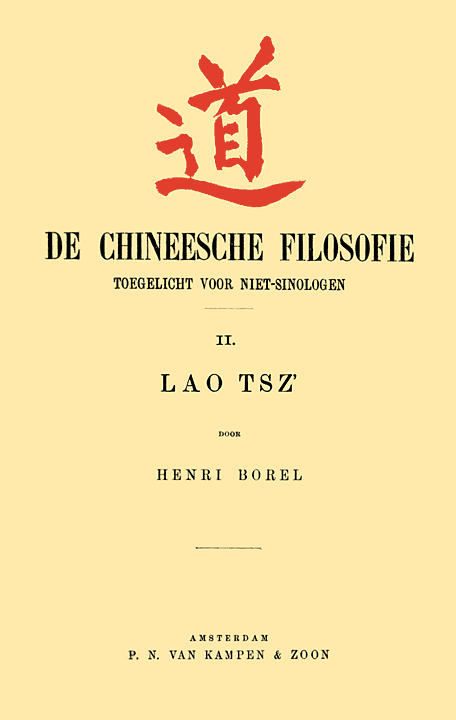 道
DE CHINEESCHE FILOSOFIE
TOEGELICHT VOOR NIET-SINOLOGEN
II.
LAO TSZ’
DOOR
HENRI BOREL
AMSTERDAM
P. N. VAN KAMPEN & ZOON